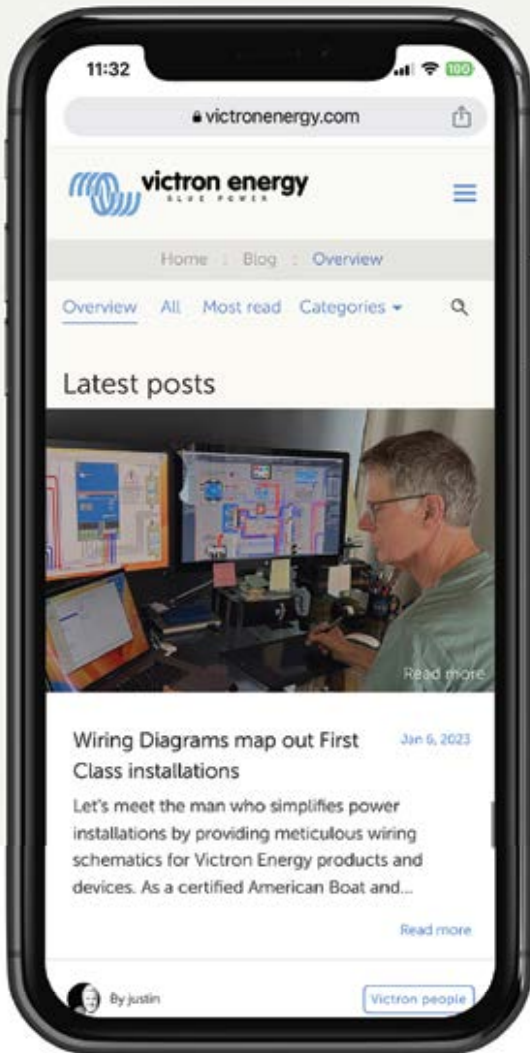 11:32
100
victronenergy.com
victron energy
BLUE POWER
Home : Blog : Overview
Overview All Most read Categories
Latest posts
Read more
Wiring Diagrams map out First
Jan 6, 2023
Class installations
Let's meet the man who simplifies power
installations by providing meticulous wiring
schematics for Victron Energy products and
devices. As a certified American Boat and...
Read more
By justin
Victron people